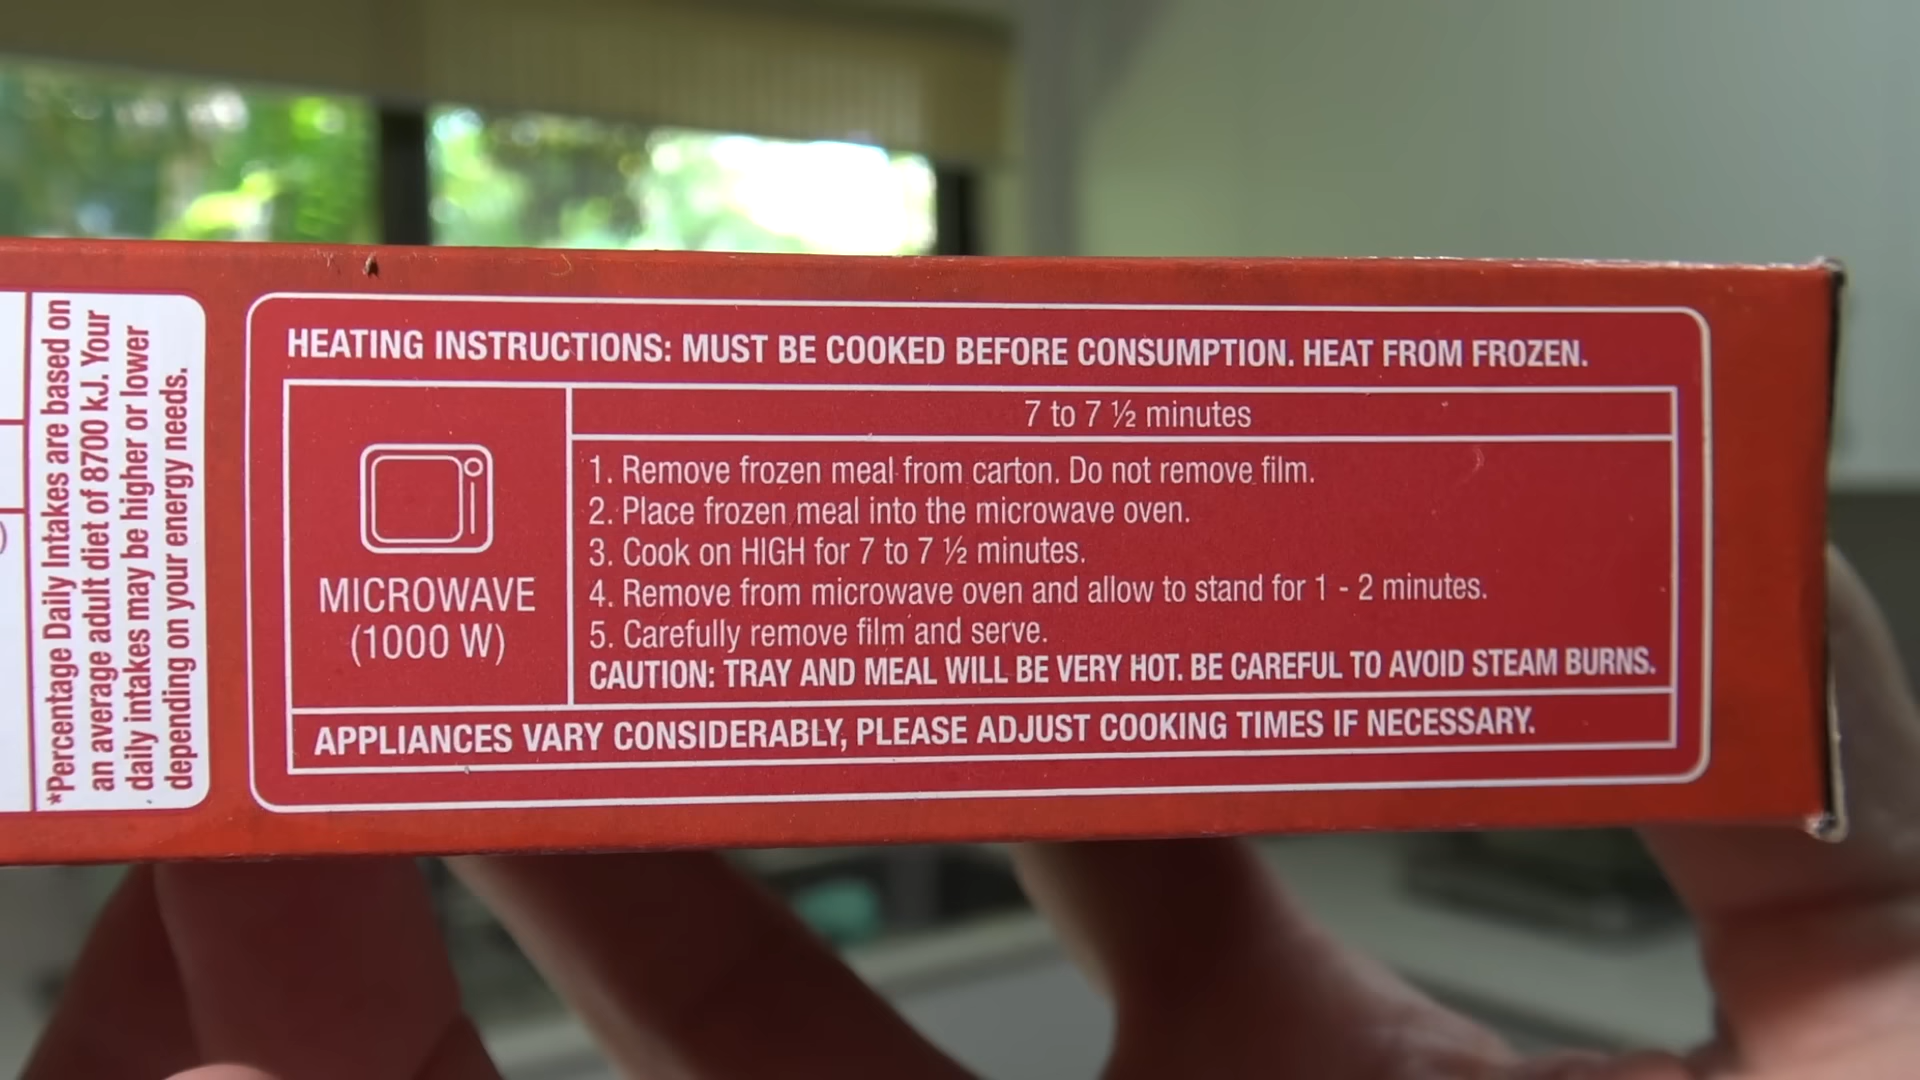 *Percentage Daily Intakes are based on
an average adult diet of 8700 kJ. Your
daily intakes may be higher or lower
depending on your energy needs.
HEATING INSTRUCTIONS: MUST BE COOKED BEFORE CONSUMPTION. HEAT FROM FROZEN.
MICROWAVE
(1000 W)
7 to 7 ½ minutes
1. Remove frozen meal from carton. Do not remove film.
2. Place frozen meal into the microwave oven.
3. Cook on HIGH for 7 to 7 ½ minutes.
4. Remove from microwave oven and allow to stand for 1 - 2 minutes.
5. Carefully remove film and serve.
CAUTION: TRAY AND MEAL WILL BE VERY HOT. BE CAREFUL TO AVOID STEAM BURNS.
APPLIANCES VARY CONSIDERABLY, PLEASE ADJUST COOKING TIMES IF NECESSARY.